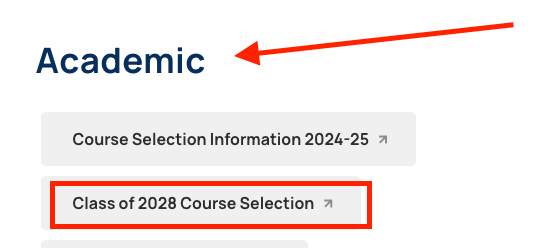 Academic
Course Selection Information 2024-25
Class of 2028 Course Selection